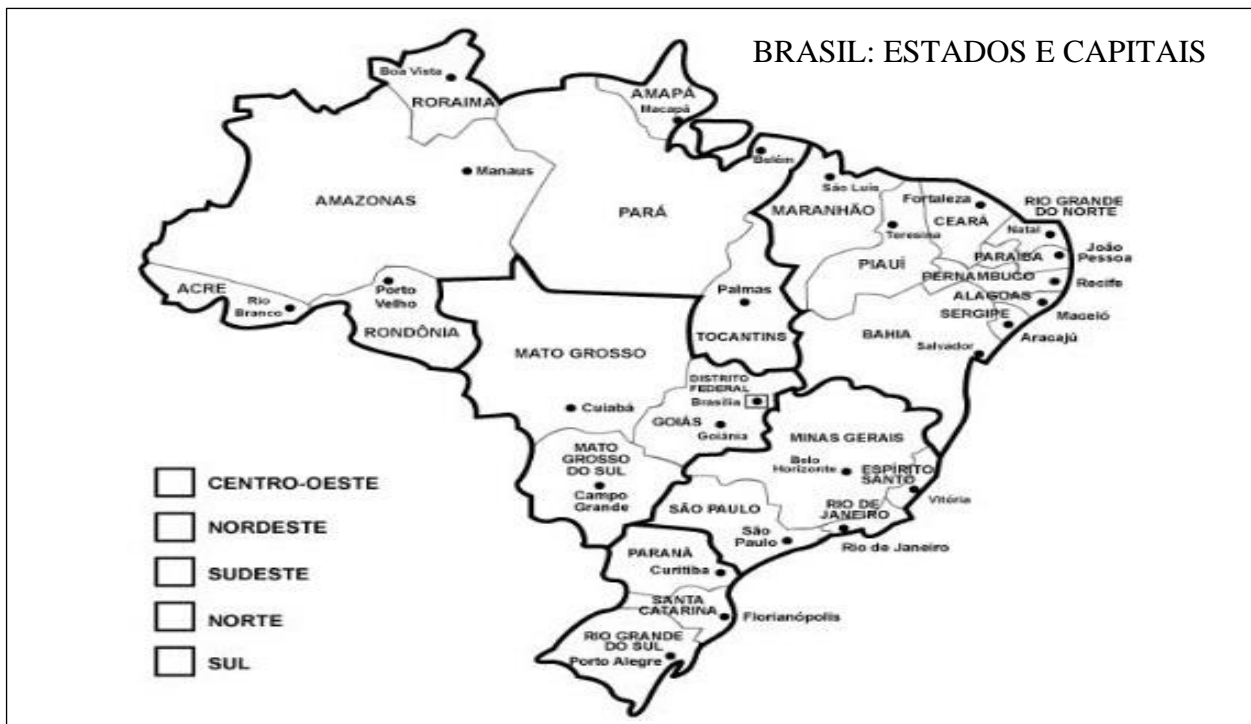 BRASIL: ESTADOS E CAPITAIS
Boa Vista
RORAIMA
AMAPÁ
Macapá
Manaus
AMAZONAS
PARÁ
Belém
São Luís
MARANHÃO
Fortaleza
CEARÁ
Teresina
RIO GRANDE
DO NORTE
Natal
PIAUÍ
PARAÍBA
João
Pessoa
PERNAMBUCO
Recife
ALAGOAS
Maceió
SERGIPE
Aracajú
BAHIA
Salvador
ACRE
Rio
Branco
Porto
Velho
RONDÔNIA
Palmas
TOCANTINS
MATO GROSSO
Cuiabá
DISTRITO
FEDERAL
Brasília
GOIÁS
Goiânia
MATO
GROSSO
DO SUL
Campo
Grande
MINAS GERAIS
Belo
Horizonte
ESPÍRITO
SANTO
Vitória
SÃO PAULO
São
Paulo
RIO DE
JANEIRO
Rio de Janeiro
PARANÁ
Curitiba
SANTA
CATARINA
Florianópolis
RIO GRANDE
DO SUL
Porto Alegre
CENTRO-OESTE
NORDESTE
SUDESTE
NORTE
SUL